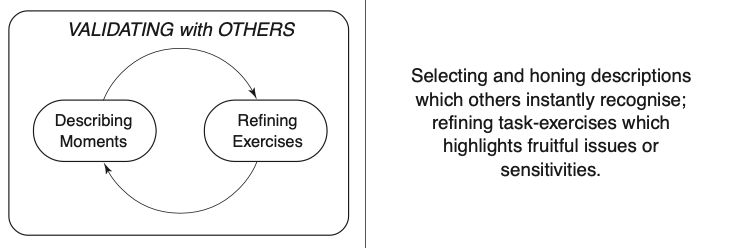 VALIDATING with OTHERS
Describing
Moments
Refining
Exercises
Selecting and honing descriptions
which others instantly recognise;
refining task-exercises which
highlights fruitful issues or
sensitivities.